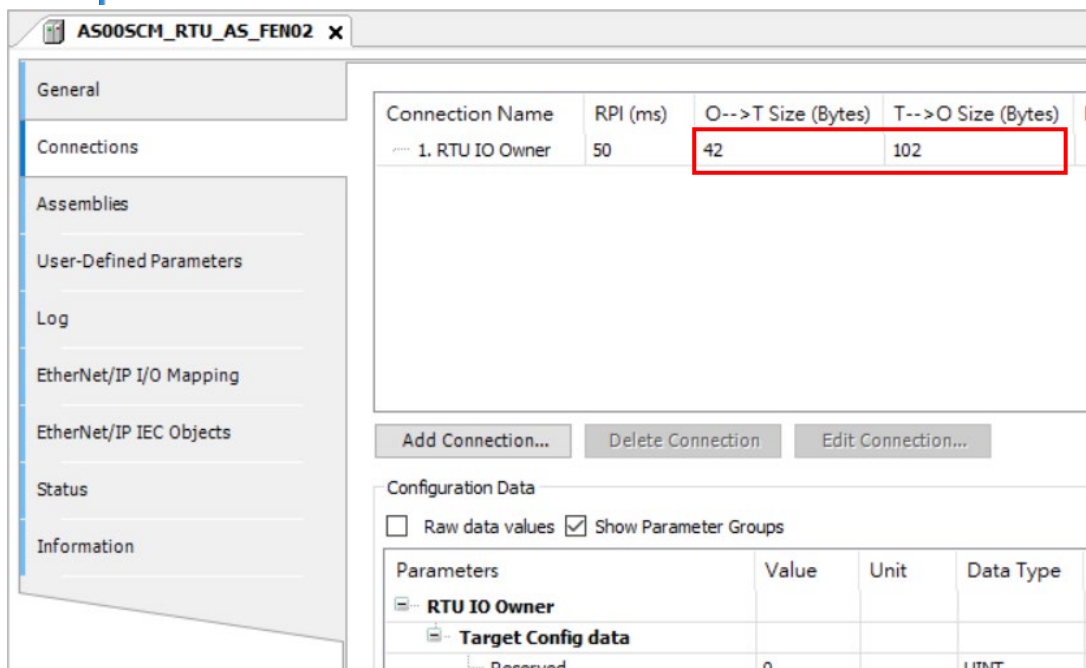 AS00SCM_RTU_AS_FEN02 x
General
Connections
Assemblies
User-Defined Parameters
Log
EtherNet/IP I/O Mapping
EtherNet/IP IEC Objects
Status
Information
Connection Name RPI (ms) O-->T Size (Bytes) T-->O Size (Bytes)
1. RTU IO Owner 50 42 102
Add Connection... Delete Connection Edit Connection...
Configuration Data
Raw data values Show Parameter Groups
Parameters Value Unit Data Type
RTU IO Owner
Target Config data
Reserved 0 UINT